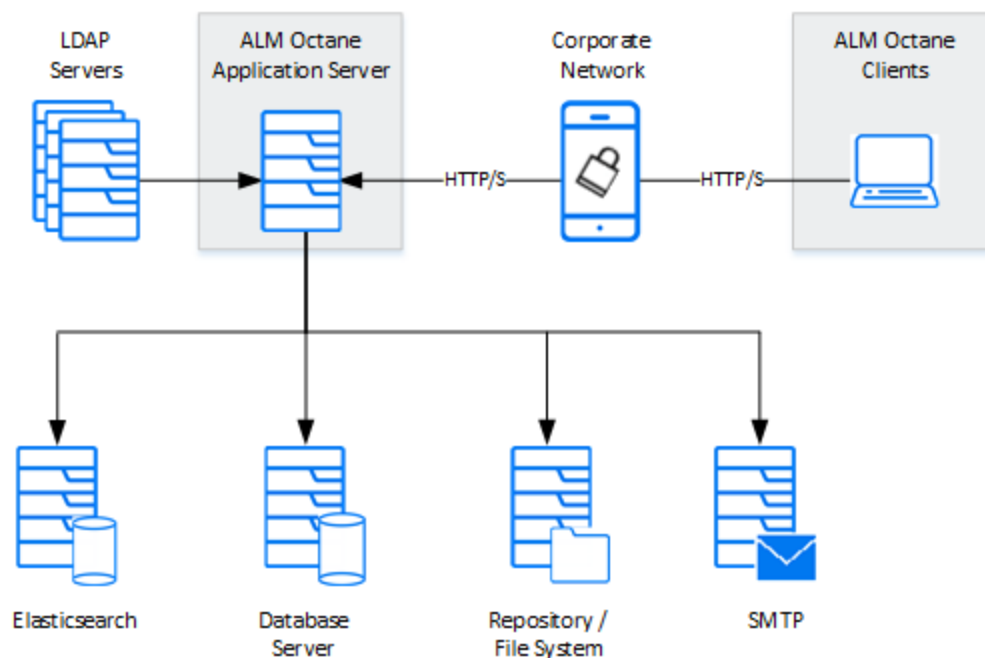 LDAP
Servers
ALM Octane
Application Server
Corporate
Network
ALM Octane
Clients
HTTP/S
HTTP/S
Elasticsearch
Database
Server
Repository /
File System
SMTP